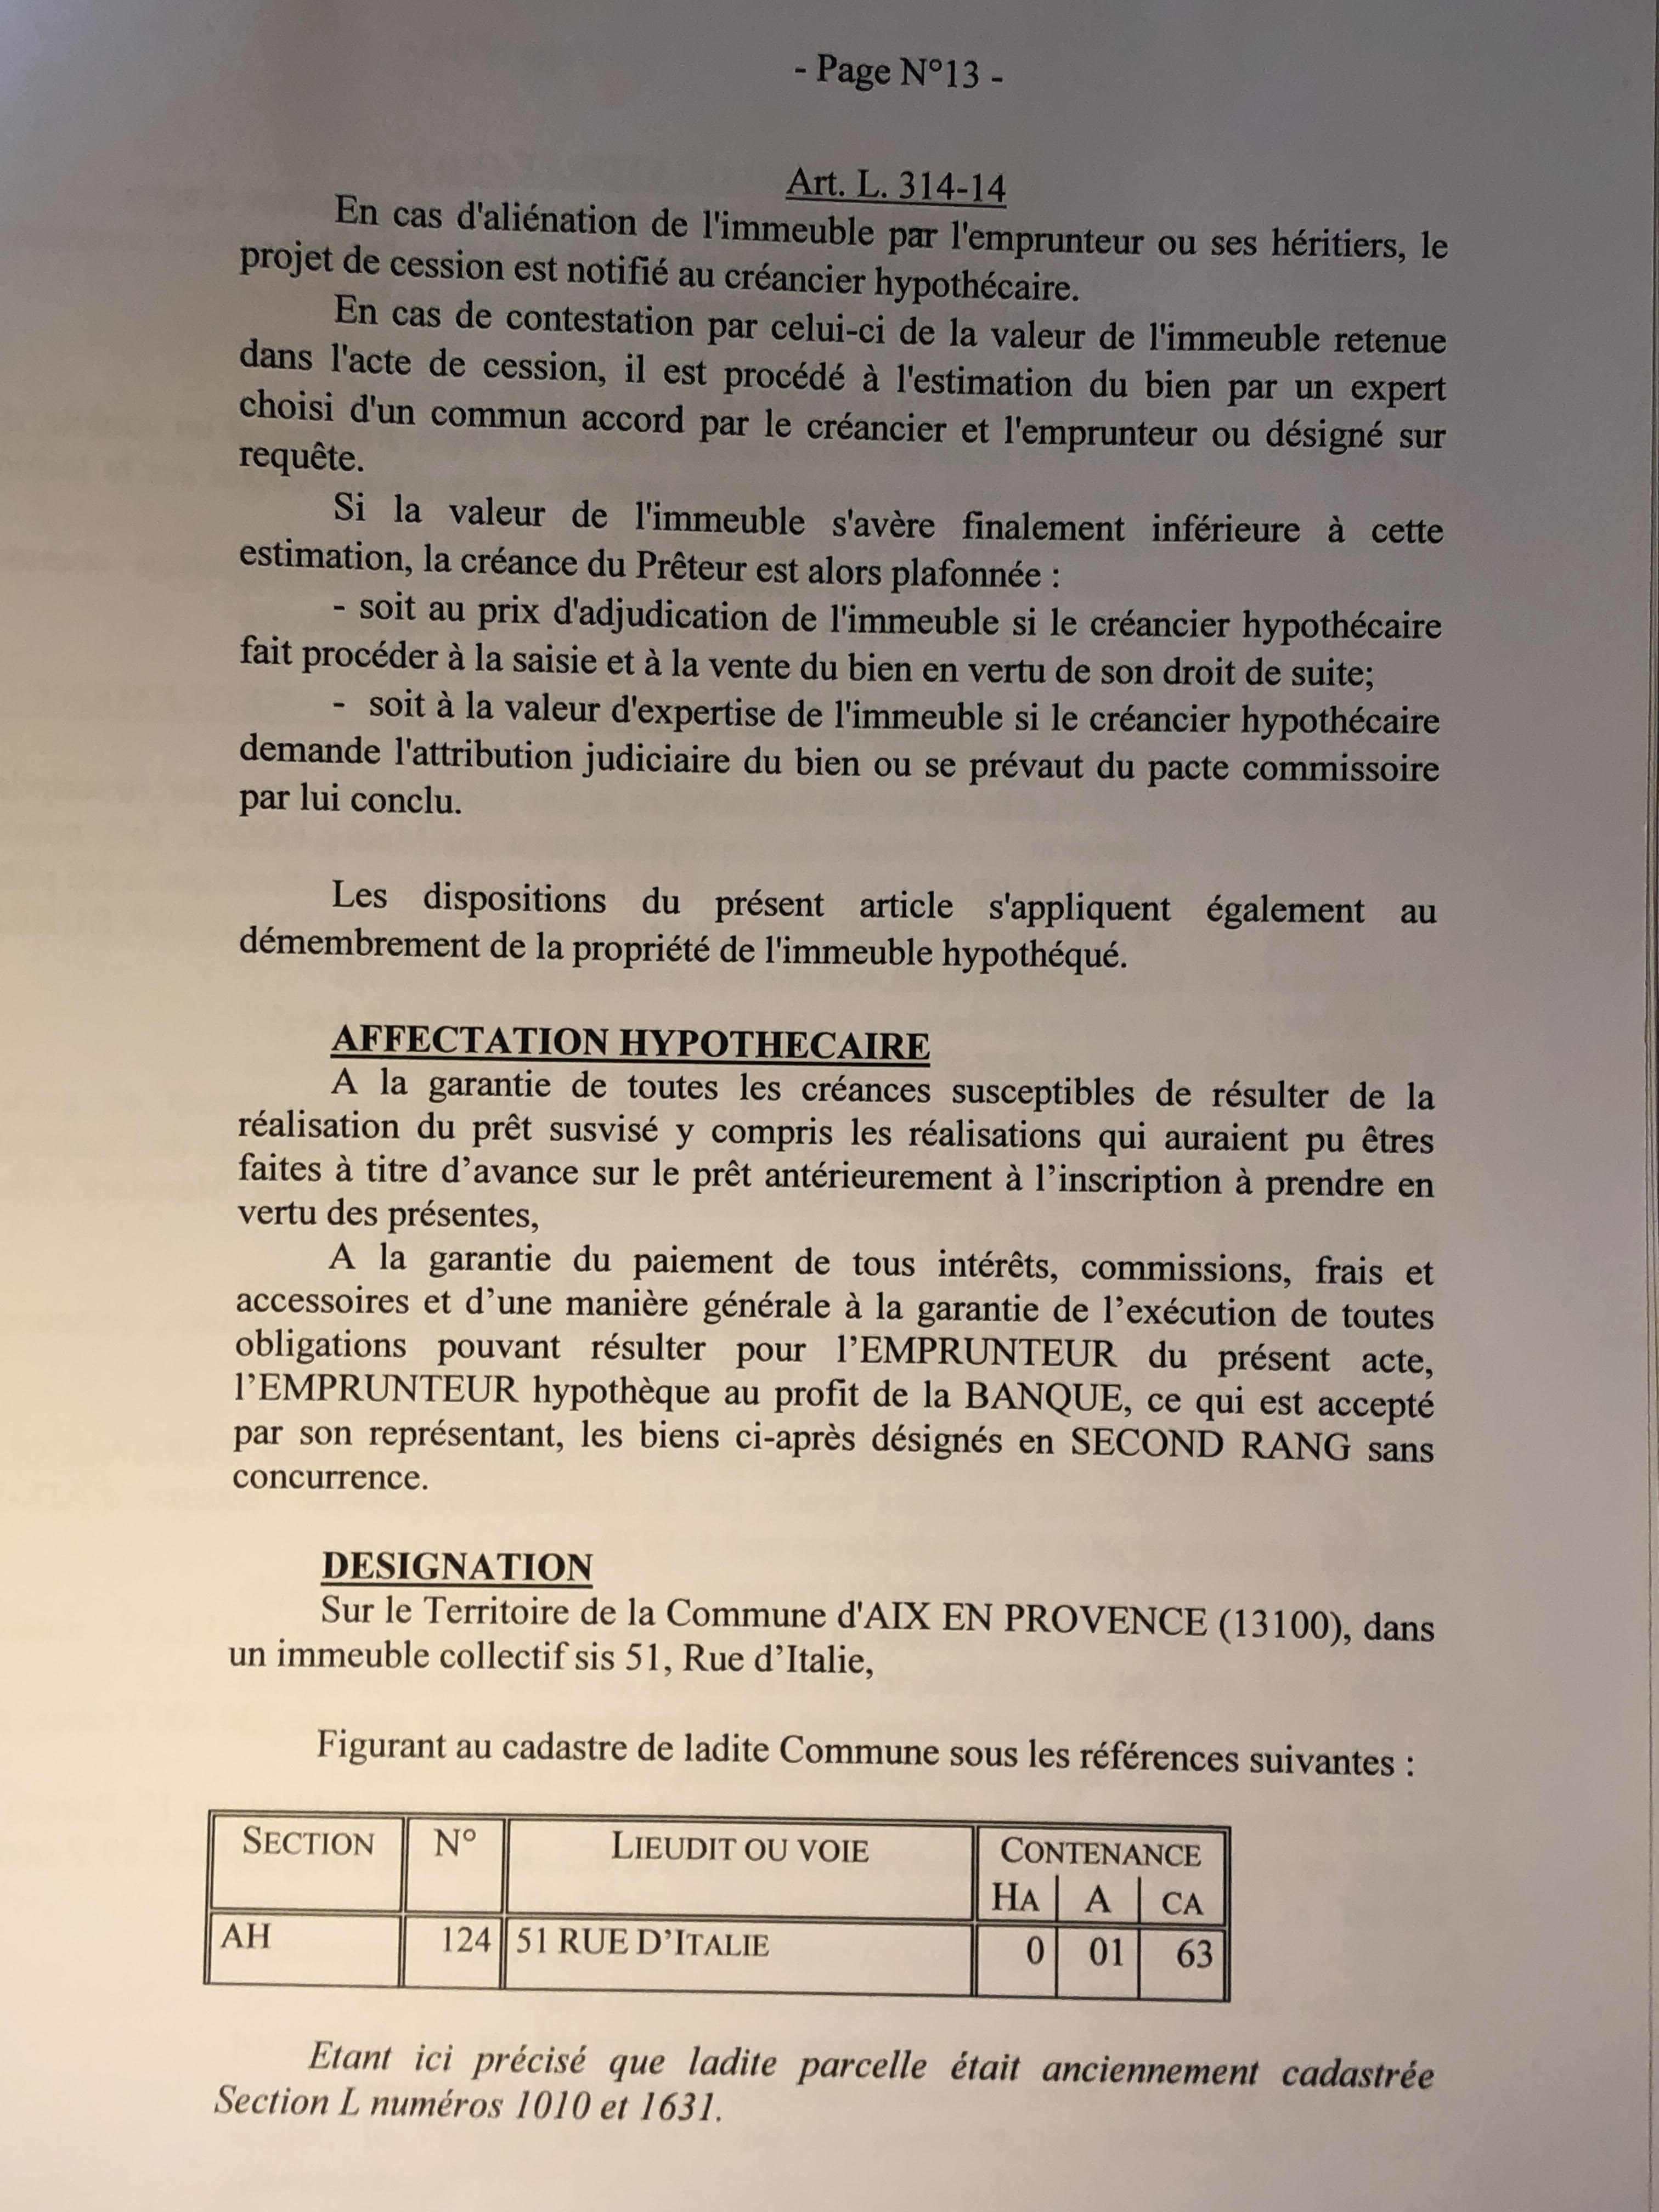 - Page N°13 -
Art. L. 314-14
En cas d'aliénation de l'immeuble par l'emprunteur ou ses héritiers, le
projet de cession est notifié au créancier hypothécaire.
En cas de contestation par celui-ci de la valeur de l'immeuble retenue
dans l'acte de cession, il est procédé à l'estimation du bien par un expert
choisi d'un commun accord par le créancier et l'emprunteur ou désigné sur
requête.
Si la valeur de l'immeuble s'avère finalement inférieure à cette
estimation, la créance du Prêteur est alors plafonnée :
- soit au prix d'adjudication de l'immeuble si le créancier hypothécaire
fait procéder à la saisie et à la vente du bien en vertu de son droit de suite;
- soit à la valeur d'expertise de l'immeuble si le créancier hypothécaire
demande l'attribution judiciaire du bien ou se prévaut du pacte commissoire
par lui conclu.
Les dispositions du présent article s'appliquent également au
démembrement de la propriété de l'immeuble hypothéqué.
AFFECTATION HYPOTHECAIRE
A la garantie de toutes les créances susceptibles de résulter de la
réalisation du prêt susvisé y compris les réalisations qui auraient pu êtres
faites à titre d’avance sur le prêt antérieurement à l’inscription à prendre en
vertu des présentes,
A la garantie du paiement de tous intérêts, commissions, frais et
accessoires et d’une manière générale à la garantie de l’exécution de toutes
obligations pouvant résulter pour l’EMPRUNTEUR du présent acte,
l’EMPRUNTEUR hypothèque au profit de la BANQUE, ce qui est accepté
par son représentant, les biens ci-après désignés en SECOND RANG sans
concurrence.
DESIGNATION
Sur le Territoire de la Commune d'AIX EN PROVENCE (13100), dans
un immeuble collectif sis 51, Rue d’Italie,
Figurant au cadastre de ladite Commune sous les références suivantes :
SECTION N° LIEUDIT OU VOIE CONTENANCE
HA A CA
AH 124 51 RUE D’ITALIE 0 01 63
Etant ici précisé que ladite parcelle était anciennement cadastrée
Section L numéros 1010 et 1631.